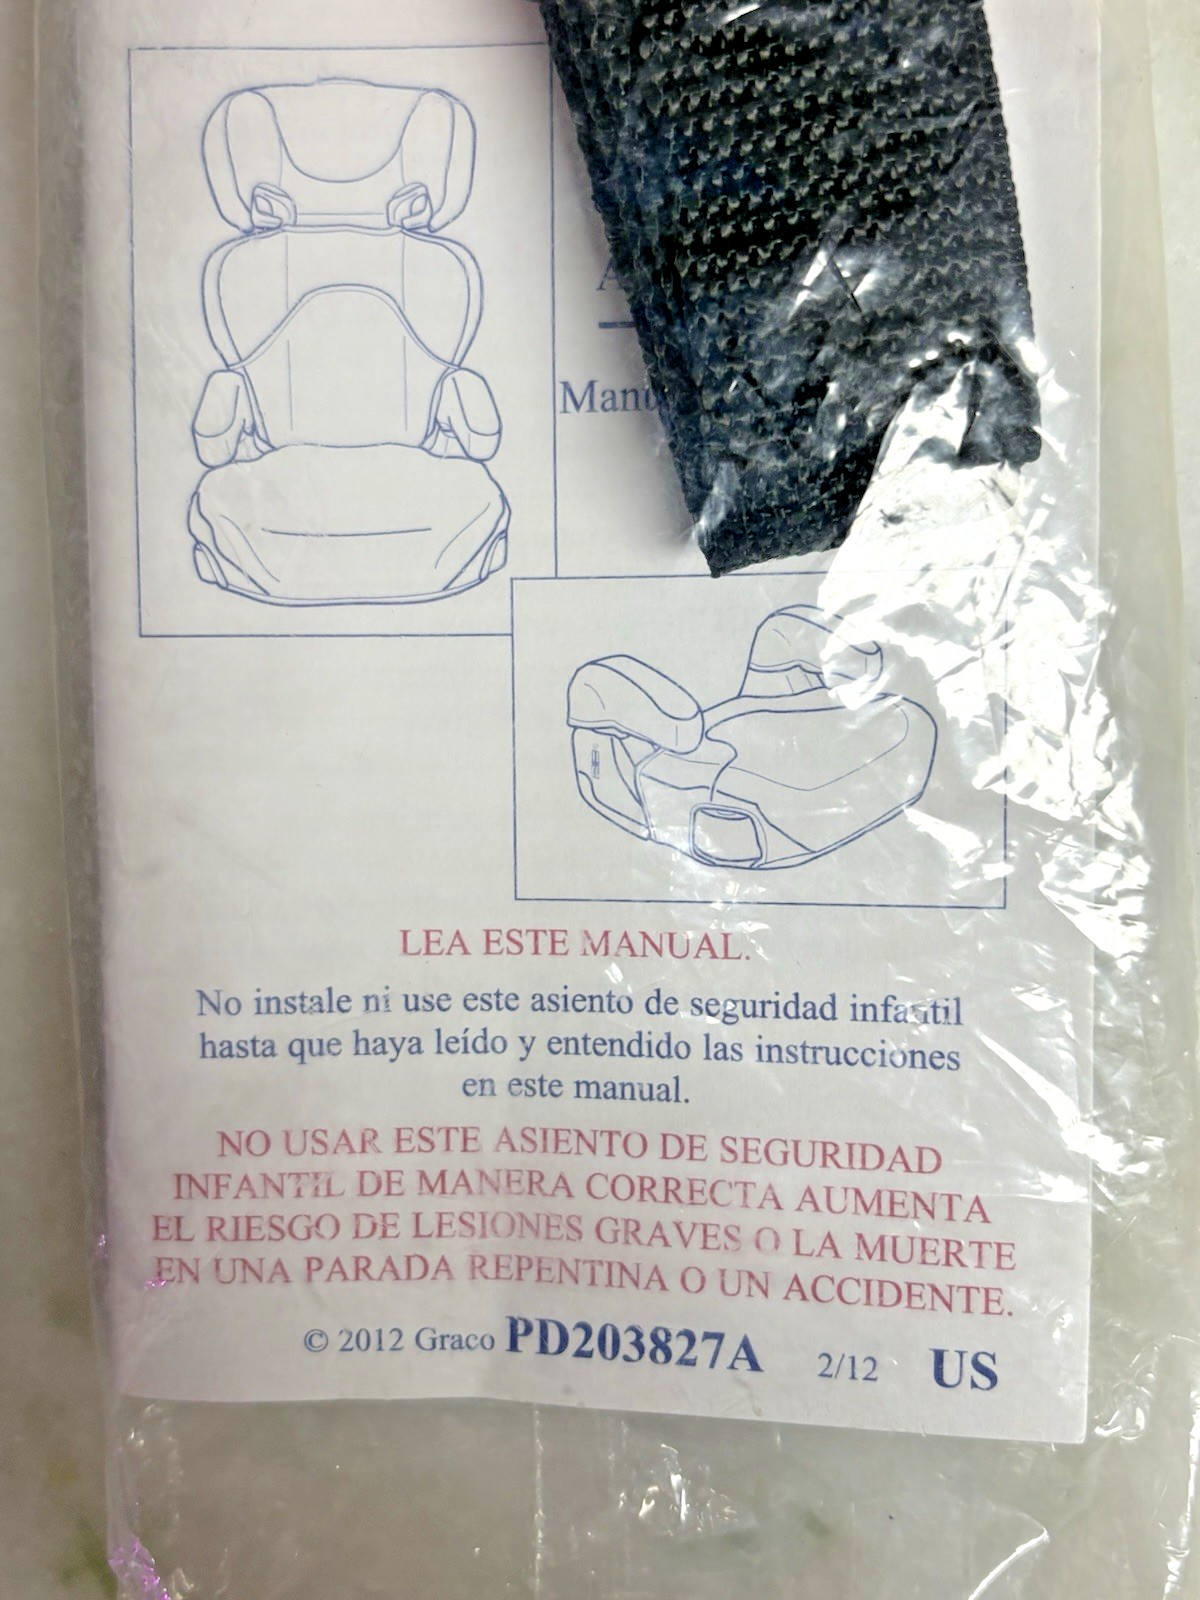 LEA ESTE MANUAL.
No instale ni use este asiento de seguridad infantil
hasta que haya leído y entendido las instrucciones
en este manual.
NO USAR ESTE ASIENTO DE SEGURIDAD
INFANTIL DE MANERA CORRECTA AUMENTA
EL RIESGO DE LESIONES GRAVES O LA MUERTE
EN UNA PARADA REPENTINA O UN ACCIDENTE.
© 2012 Graco PD203827A 2/12 US